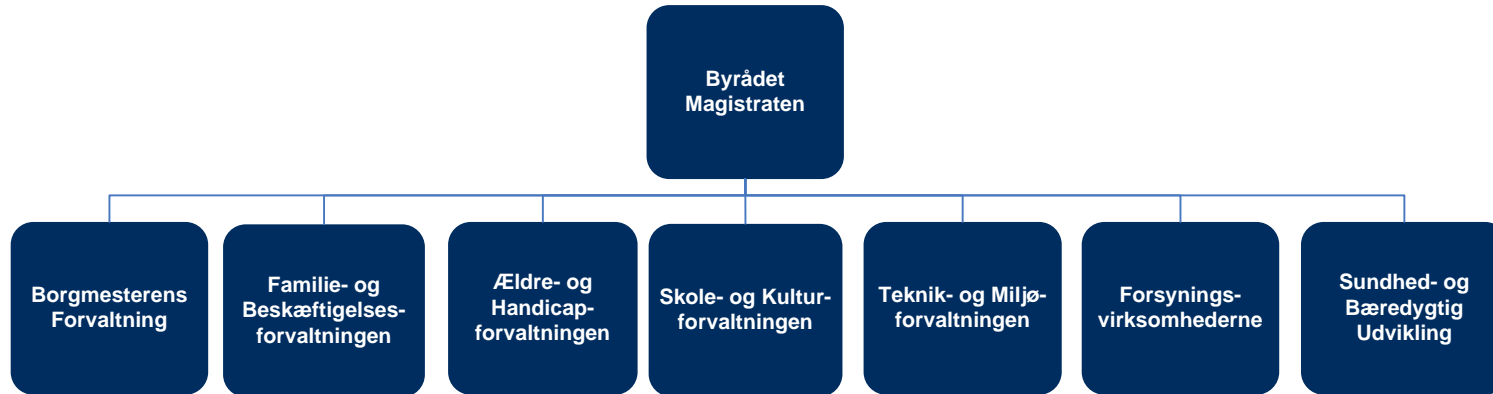 Byrådet
Magistraten
Borgmesterens
Forvaltning
Familie- og
Beskæftigelses-
forvaltningen
Ældre- og
Handicap-
forvaltningen
Skole- og Kultur-
forvaltningen
Teknik- og Miljø-
forvaltningen
Forsynings-
virksomhederne
Sundhed- og
Bæredygtig
Udvikling